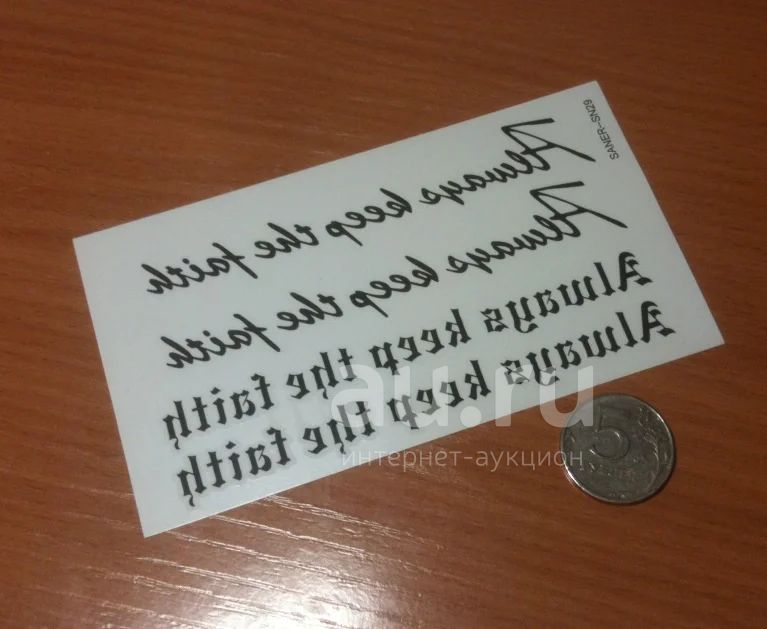 SANER-SN29
Always keep the faith
Always keep the faith
Always keep the faith
Always keep the faith
au.ru
интернет-аукцион
5